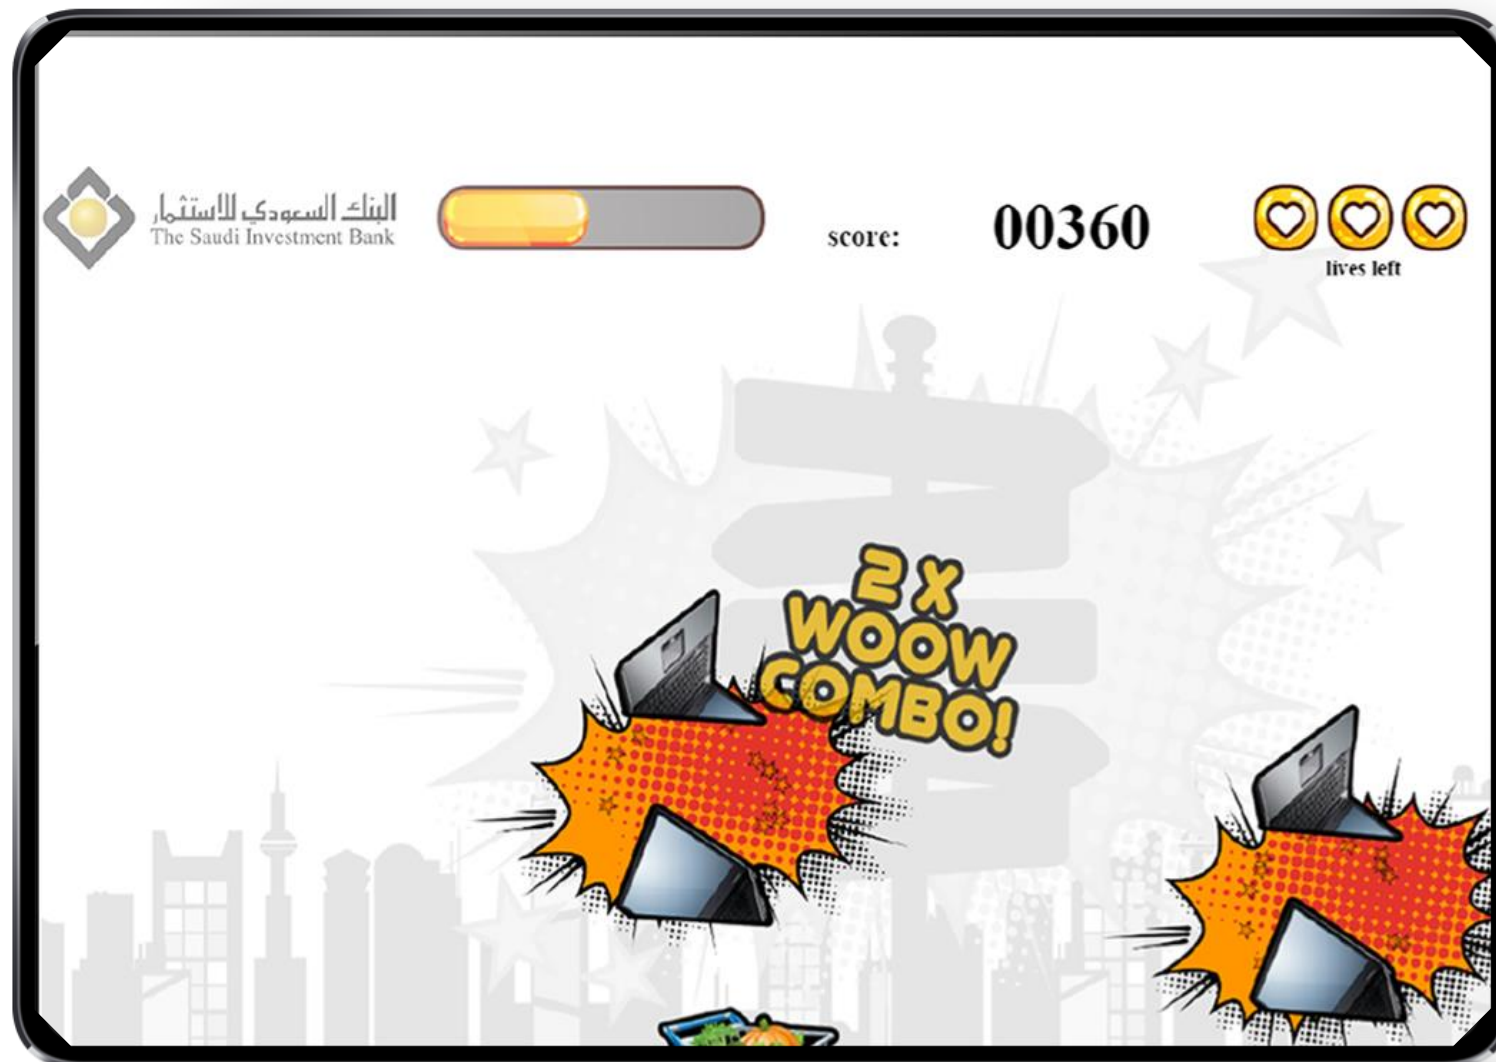 البنك السعودي للاستثمار
The Saudi Investment Bank
score:
00360
lives left
2 X
WOOW
COMBO!